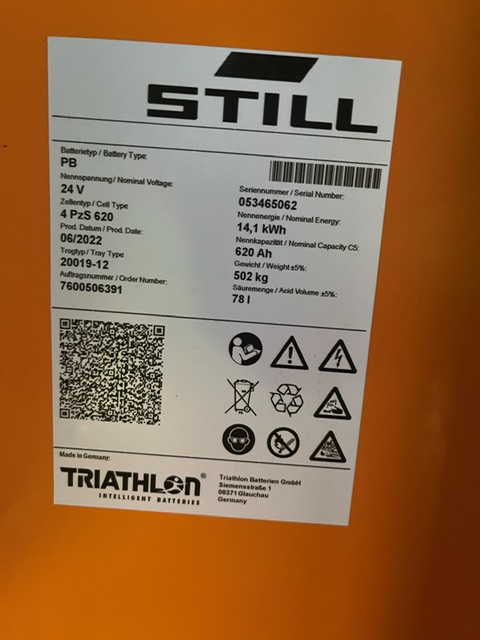 STILL
Batterietyp / Battery Type:
PB
Nennspannung / Nominal Voltage:
24 V
Zellentyp / Cell Type
4 PzS 620
Prod. Datum / Prod. Date:
06/2022
Trogtyp / Tray Type
20019-12
Auftragsnummer / Order Number:
7600506391
Seriennummer / Serial Number:
053465062
Nennenergie / Nominal Energy:
14,1 kWh
Nennkapazität / Nominal Capacity C5:
620 Ah
Gewicht / Weight ±5%:
502 kg
Säuremenge / Acid Volume ±5%:
78 l
Made in Germany:
TRIATHLON®
INTELLIGENT BATTERIES
Triathlon Batterien GmbH
Siemensstraße 1
08371 Glauchau
Germany